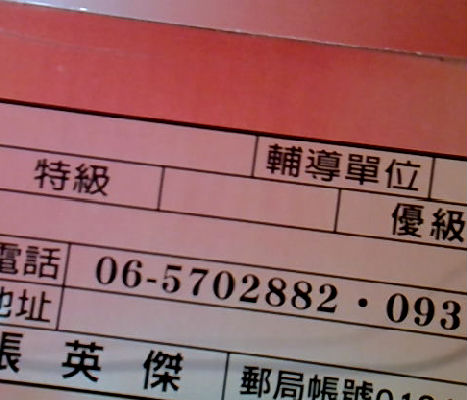 輔導單位
特級
優級
電話 06-5702882・093
地址
張英傑 郵局帳號